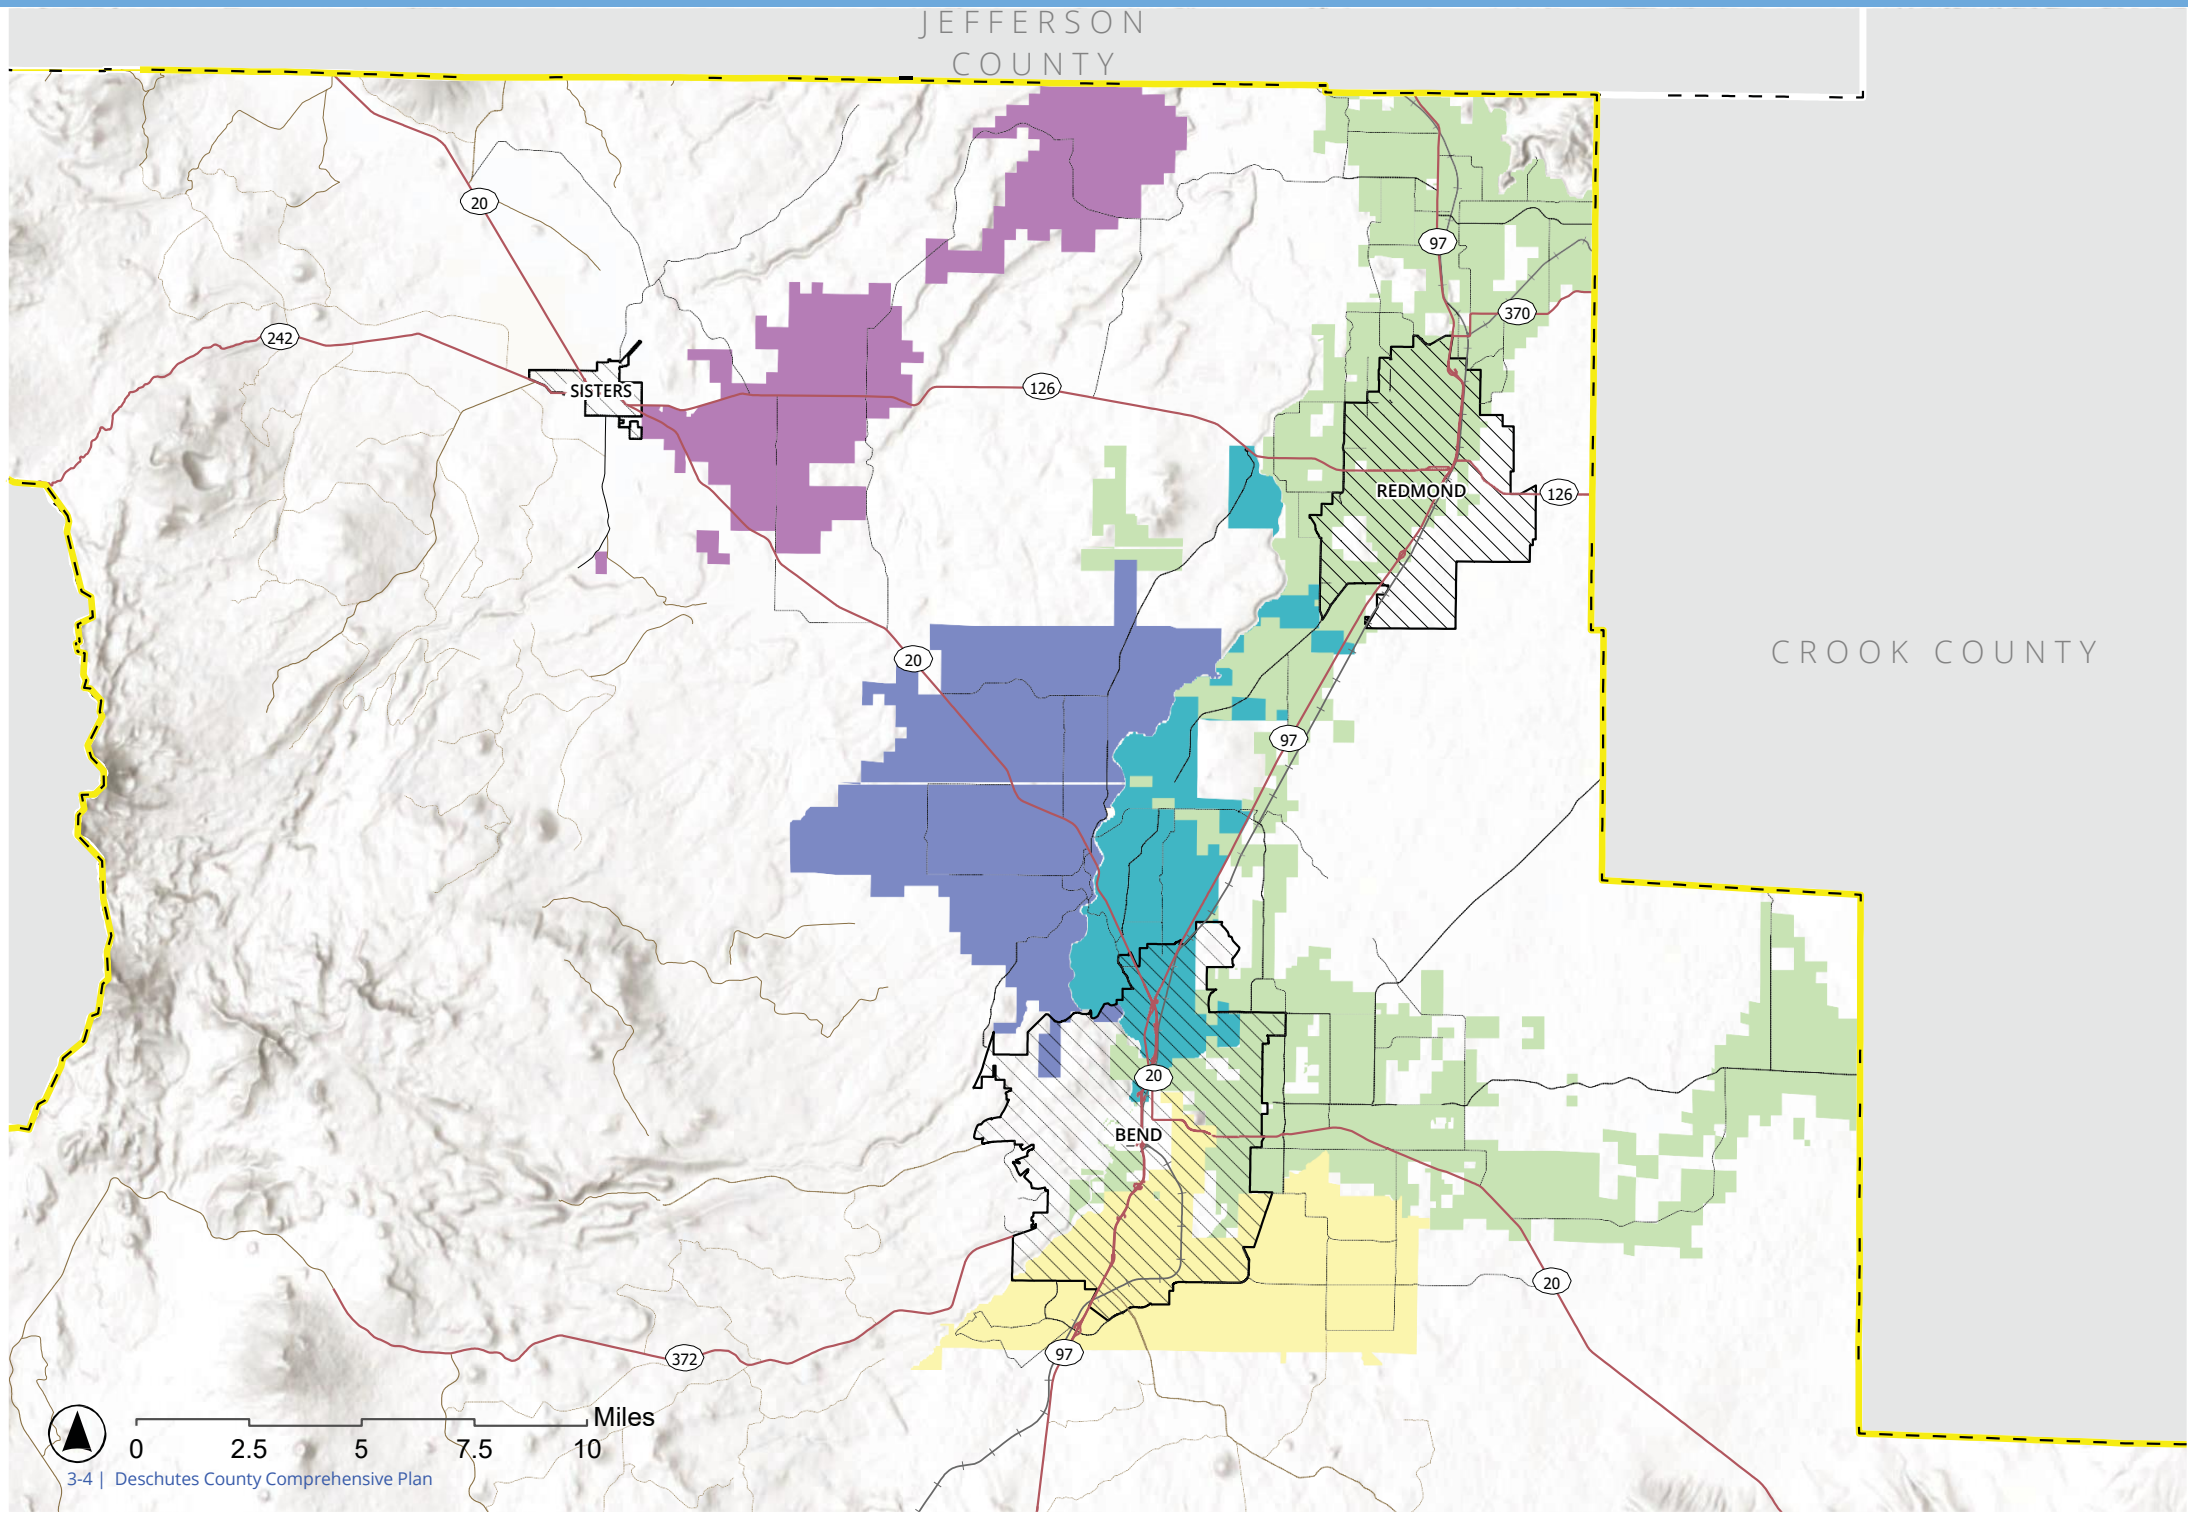 JEFFERSON
COUNTY
20
97
370
242
SISTERS
126
REDMOND
126
CROOK COUNTY
20
97
20
BEND
20
97
372
Miles
0 2.5 5 7.5 10
3-4 | Deschutes County Comprehensive Plan